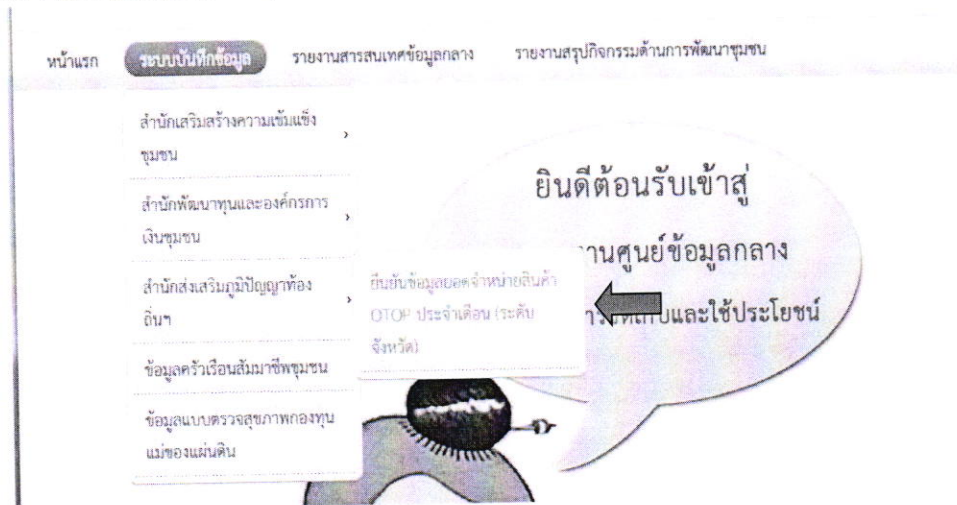 หน้าแรก ระบบบันทึกข้อมูล รายงานสารสนเทศข้อมูลกลาง รายงานสรุปกิจกรรมด้านการพัฒนาชุมชน
สำนักเสริมสร้างความเข้มแข็ง
ชุมชน
สำนักพัฒนาทุนและองค์กรการ
เงินชุมชน
สำนักส่งเสริมภูมิปัญญาท้อง
ถิ่นฯ
ข้อมูลครัวเรือนสัมมาชีพชุมชน
ข้อมูลแบบตรวจสุขภาพกองทุน
แม่ของแผ่นดิน
ยืนยันข้อมูลยอดจำหน่ายสินค้า
OTOP ประจำเดือน (ระดับ
จังหวัด)
ยินดีต้อนรับเข้าสู่
านศูนย์ข้อมูลกลาง
และใช้ประโยชน์